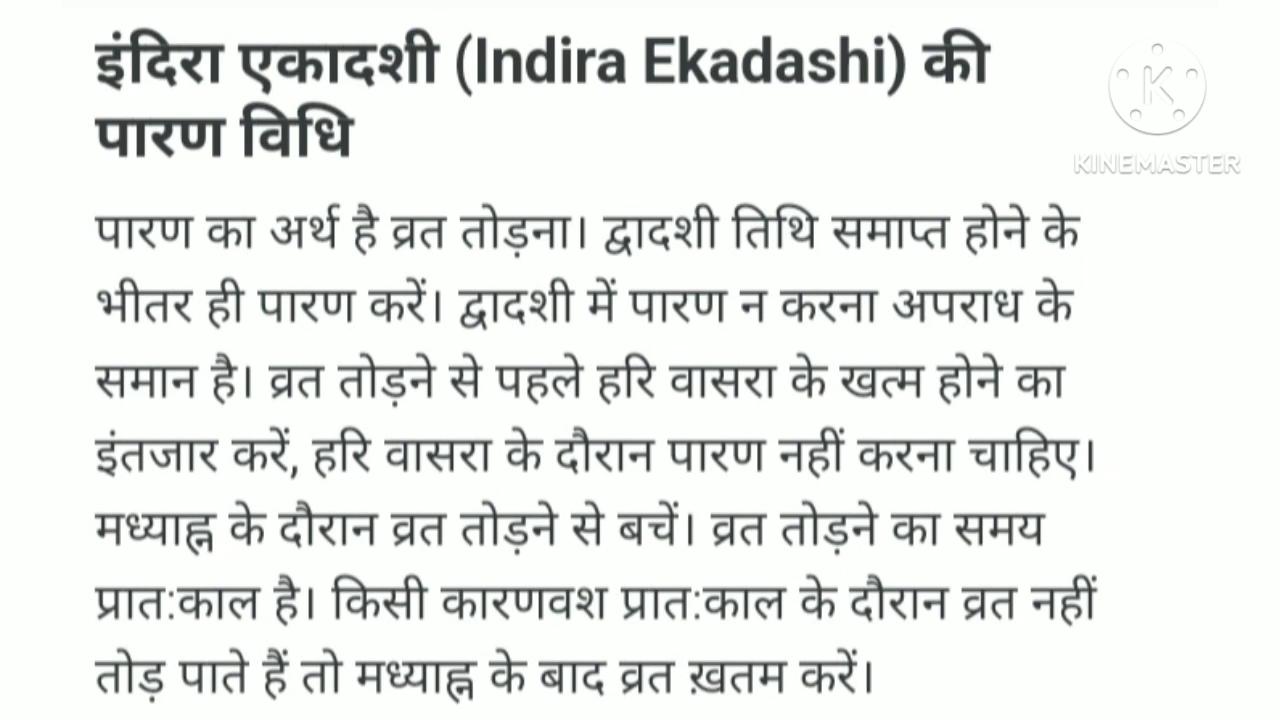 इंदिरा एकादशी (Indira Ekadashi) की
पारण विधि
K
KINEMASTER
पारण का अर्थ है व्रत तोड़ना। द्वादशी तिथि समाप्त होने के
भीतर ही पारण करें। द्वादशी में पारण न करना अपराध के
समान है। व्रत तोड़ने से पहले हरि वासरा के खत्म होने का
इंतजार करें, हरि वासरा के दौरान पारण नहीं करना चाहिए।
मध्याह्न के दौरान व्रत तोड़ने से बचें। व्रत तोड़ने का समय
प्रात:काल है। किसी कारणवश प्रात:काल के दौरान व्रत नहीं
तोड़ पाते हैं तो मध्याह्न के बाद व्रत ख़तम करें।